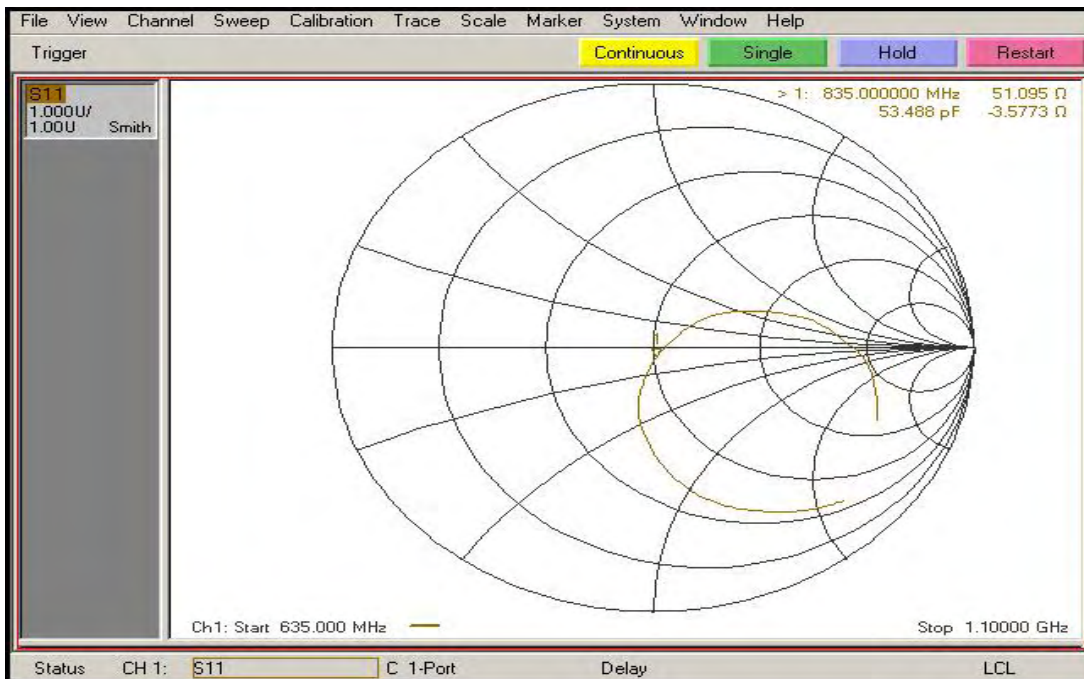 File View Channel Sweep Calibration Trace Scale Marker System Window Help
Trigger Continuous Single Hold Restart
S11
1.000U/
1.00U Smith
> 1: 835.000000 MHz 51.095 Ω
53.488 pF -3.5773 Ω
Ch1: Start 635.000 MHz Stop 1.10000 GHz
Status CH 1: S11 C 1-Port Delay LCL